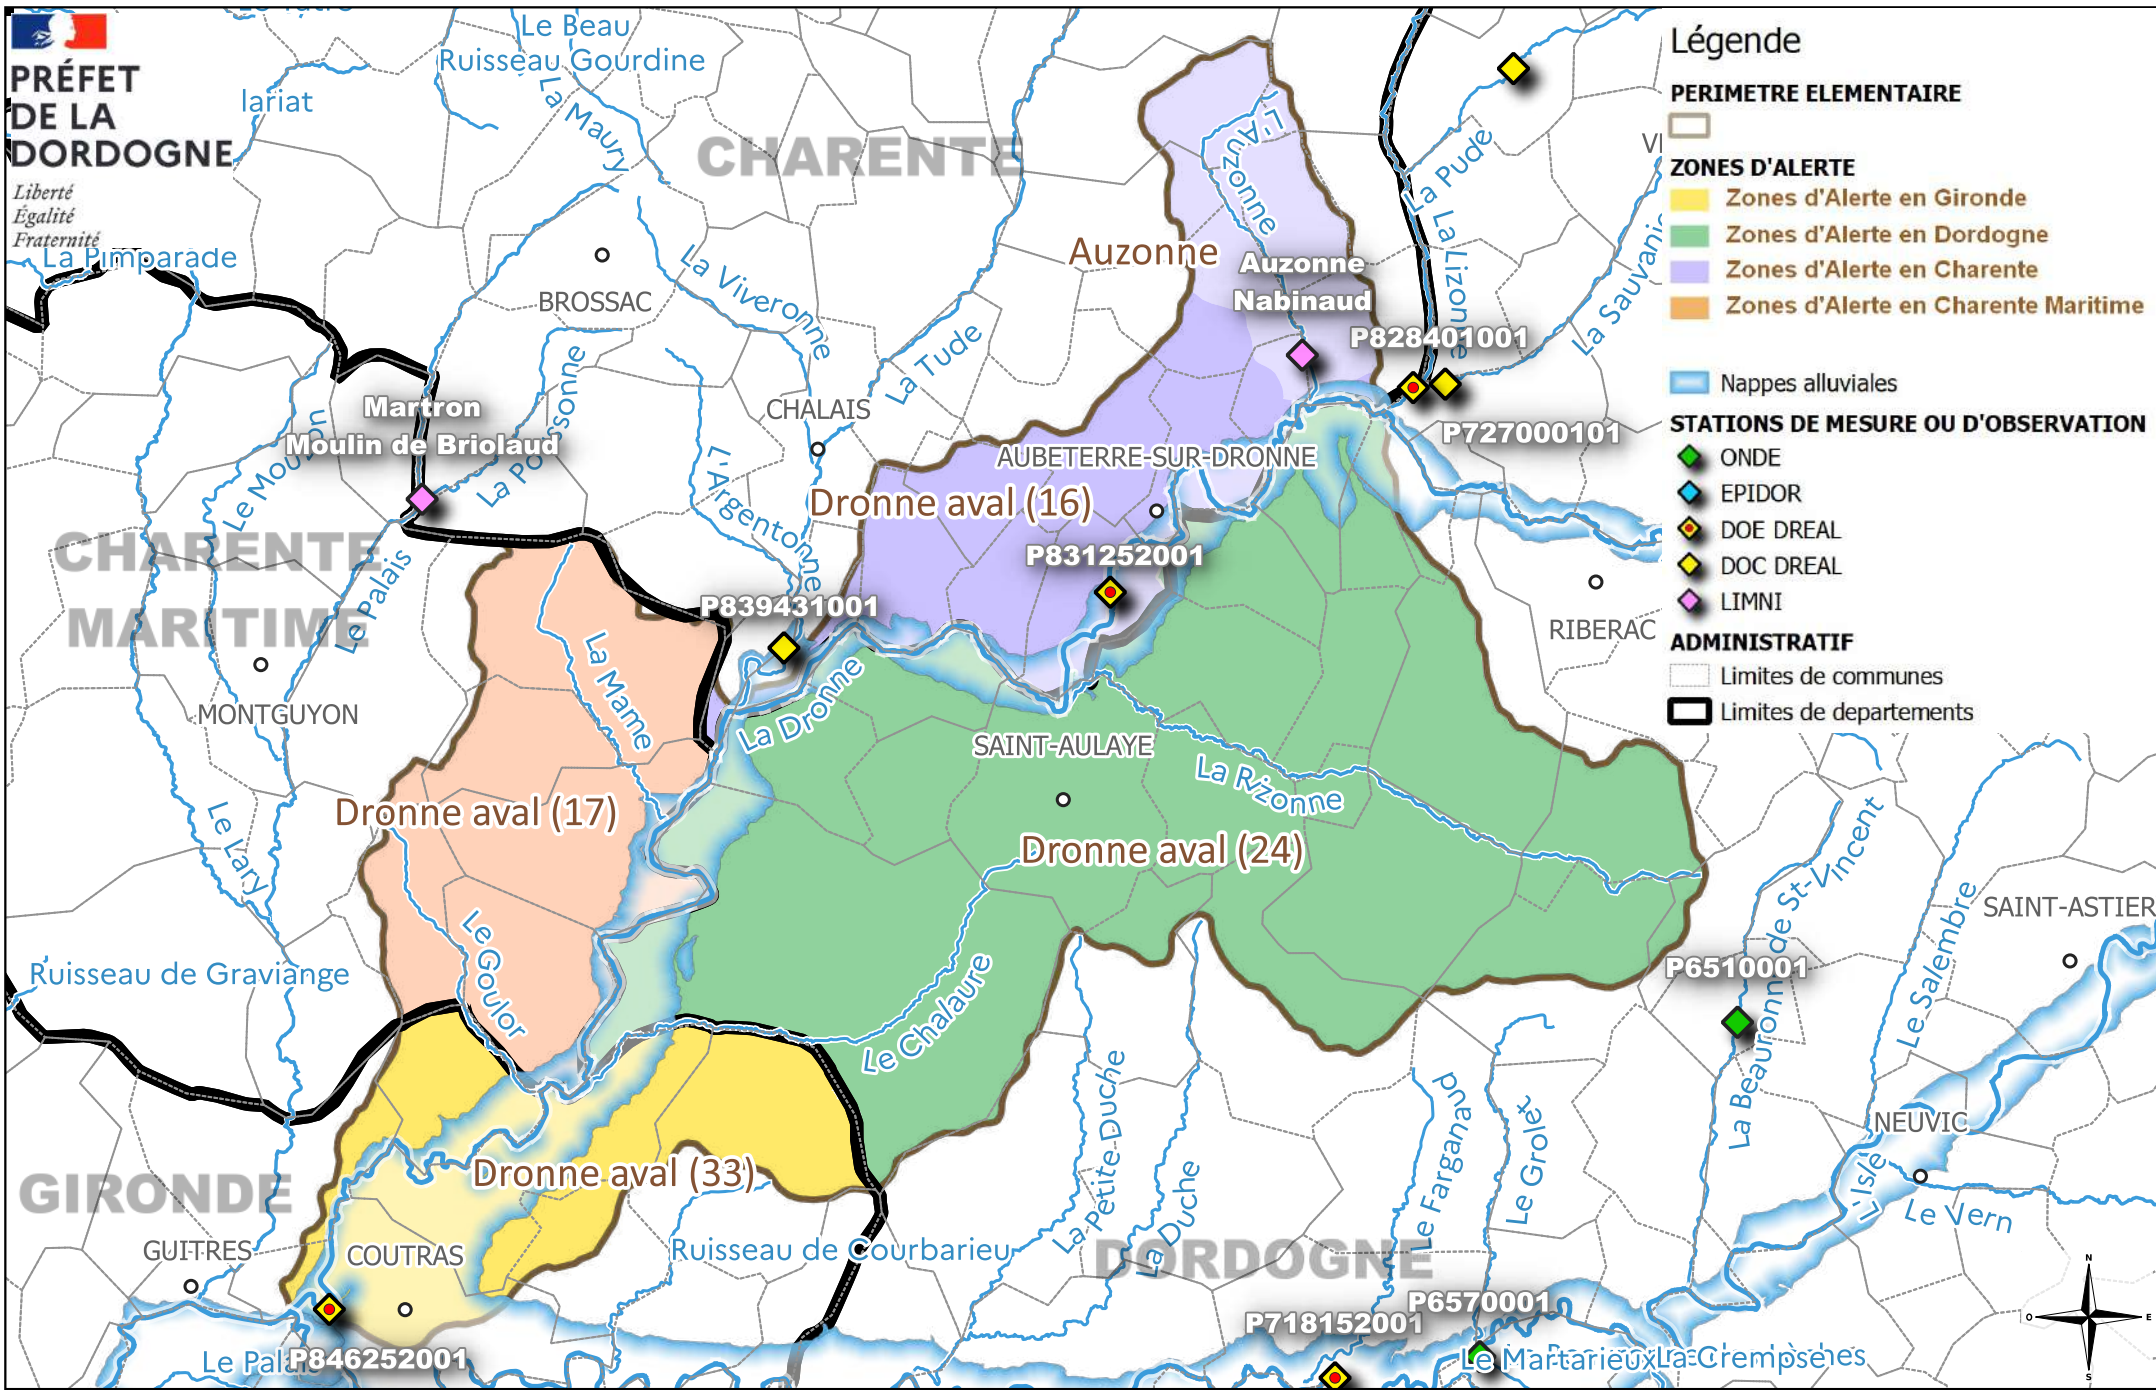 PRÉFET
DE LA
DORDOGNE
Liberté
Égalité
Fraternité
Le Beau
Ruisseau Gourdine
lariat
La Maury
CHARENTE
La Pimparade
BROSSAC
La Viveronne
La Tude
CHALAIS
L'Auzonne
Auzonne
Auzonne
Nabinaud
La Pude
La Lizonne
La Sauvanie
P828401001
P727000101
Martron
Moulin de Briolaud
Le Mouzon
La Poussonne
L'Argentonne
AUBETERRE-SUR-DRONNE
Dronne aval (16)
P831252001
P839431001
CHARENTE
MARITIME
Le Palais
MONTGUYON
La Mame
La Dronne
RIBERAC
SAINT-AULAYE
La Rizonne
Dronne aval (17)
Dronne aval (24)
Le Lary
Le Goulor
Ruisseau de Graviange
Le Chalaure
P6510001
La Beauronne de St-Vincent
Le Salembre
SAINT-ASTIER
NEUVIC
L'Isle
Le Vern
La Petite-Duche
La Duche
Le Farganaud
Le Grolet
GIRONDE
Dronne aval (33)
GUITRES
COUTRAS
Ruisseau de Courbarieu
DORDOGNE
P6570001
P718152001
P846252001
Le Martarieux
La Crempse
Légende
PERIMETRE ELEMENTAIRE
ZONES D'ALERTE
Zones d'Alerte en Gironde
Zones d'Alerte en Dordogne
Zones d'Alerte en Charente
Zones d'Alerte en Charente Maritime
Nappes alluviales
STATIONS DE MESURE OU D'OBSERVATION
ONDE
EPIDOR
DOE DREAL
DOC DREAL
LIMNI
ADMINISTRATIF
Limites de communes
Limites de departements
N
O
E
S